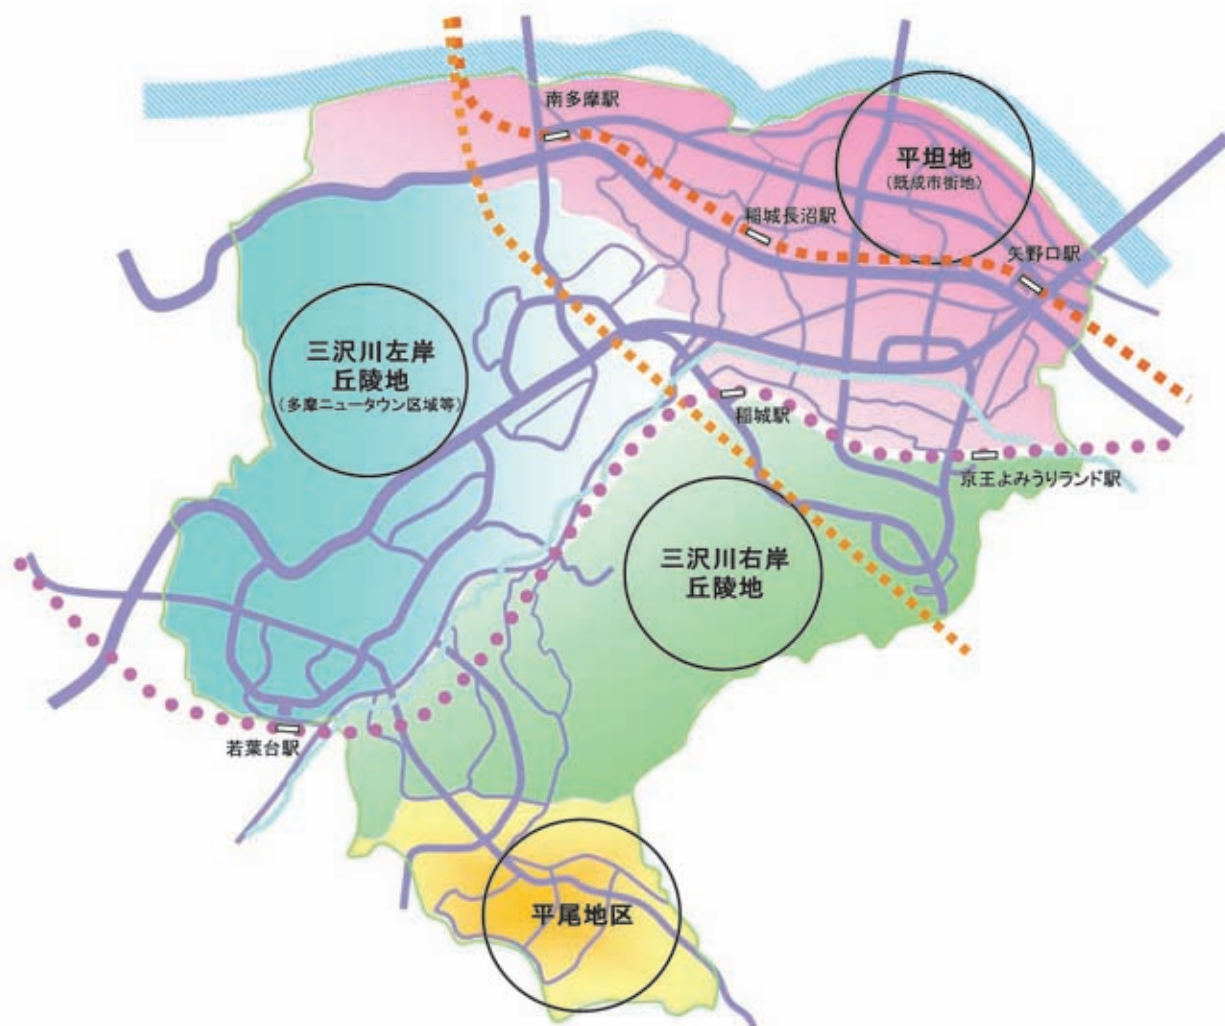 南多摩駅
平坦地
(既成市街地)
稲城長沼駅
矢野口駅
三沢川左岸
丘陵地
(多摩ニュータウン区域等)
稲城駅
京王よみうりランド駅
三沢川右岸
丘陵地
若葉台駅
平尾地区